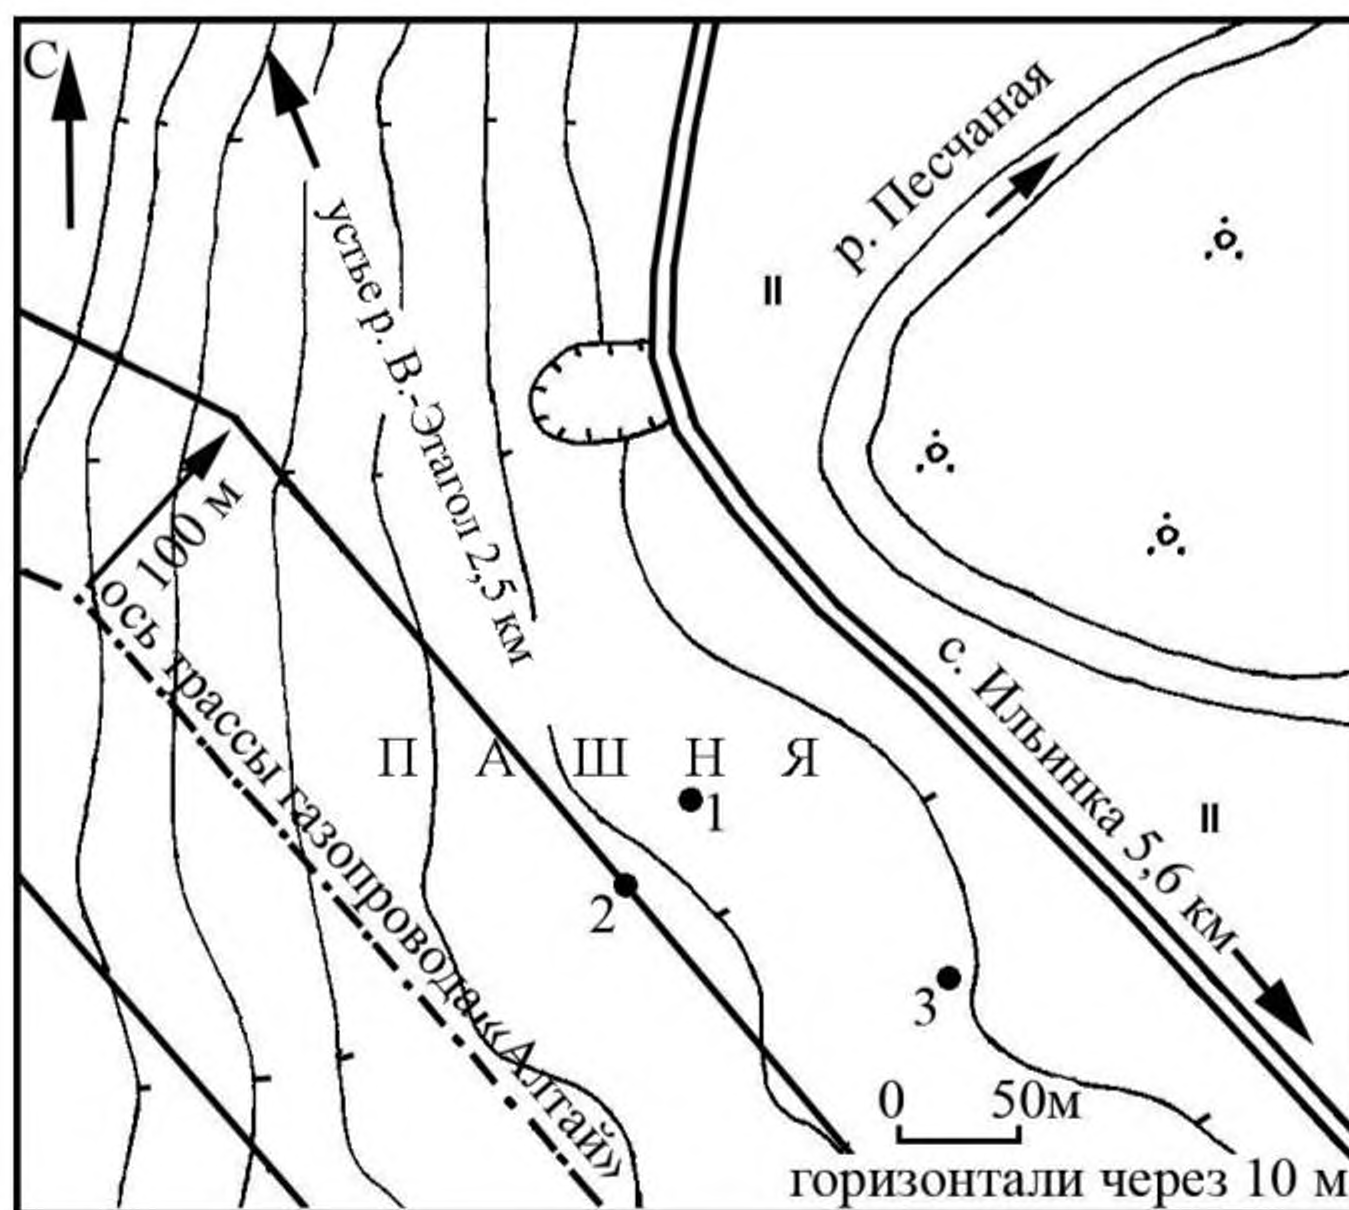 С
р. Песчаная
устье р. В.-Этагол 2,5 км
100 м
ось трассы газопровода «Алтай»
с. Ильинка 5,6 км
ПАШНЯ
1
2
3
0 50м
горизонтали через 10 м